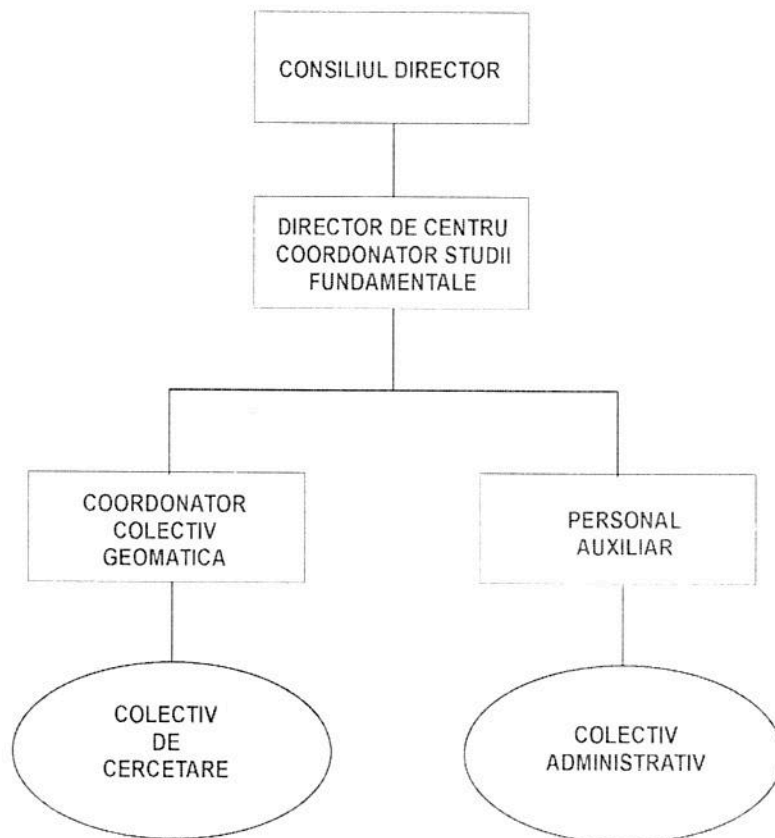 CONSILIUL DIRECTOR
DIRECTOR DE CENTRU
COORDONATOR STUDII
FUNDAMENTALE
COORDONATOR
COLECTIV
GEOMATICA
PERSONAL
AUXILIAR
COLECTIV
DE
CERCETARE
COLECTIV
ADMINISTRATIV